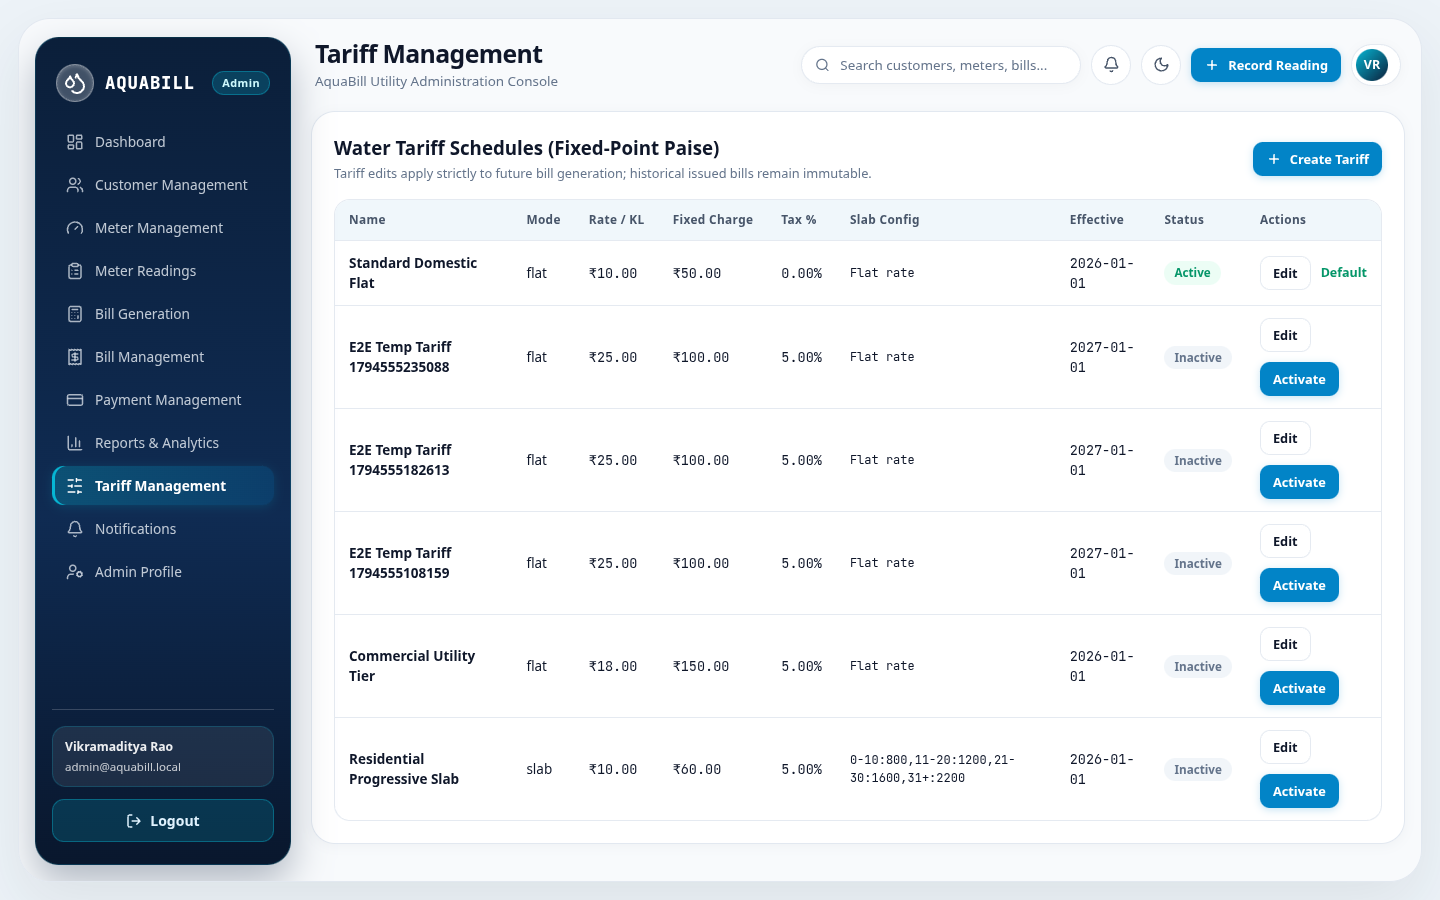 AQUABILL
Admin
Dashboard
Customer Management
Meter Management
Meter Readings
Bill Generation
Bill Management
Payment Management
Reports & Analytics
Tariff Management
Notifications
Admin Profile
Vikramaditya Rao
admin@aquabill.local
Logout
Tariff Management
AquaBill Utility Administration Console
Search customers, meters, bills...
Record Reading
VR
Water Tariff Schedules (Fixed-Point Paise)
Tariff edits apply strictly to future bill generation; historical issued bills remain immutable.
Create Tariff
Name Mode Rate / KL Fixed Charge Tax % Slab Config Effective Status Actions
Standard Domestic
Flat
flat ₹10.00 ₹50.00 0.00% Flat rate
2026-01-
01
Active Edit Default
E2E Temp Tariff
1794555235088
flat ₹25.00 ₹100.00 5.00% Flat rate
2027-01-
01
Inactive
Edit
Activate
E2E Temp Tariff
1794555182613
flat ₹25.00 ₹100.00 5.00% Flat rate
2027-01-
01
Inactive
Edit
Activate
E2E Temp Tariff
1794555108159
flat ₹25.00 ₹100.00 5.00% Flat rate
2027-01-
01
Inactive
Edit
Activate
Commercial Utility
Tier
flat ₹18.00 ₹150.00 5.00% Flat rate
2026-01-
01
Inactive
Edit
Activate
Residential
Progressive Slab
slab ₹10.00 ₹60.00 5.00%
0-10:800,11-20:1200,21-
30:1600,31+:2200
2026-01-
01
Inactive
Edit
Activate